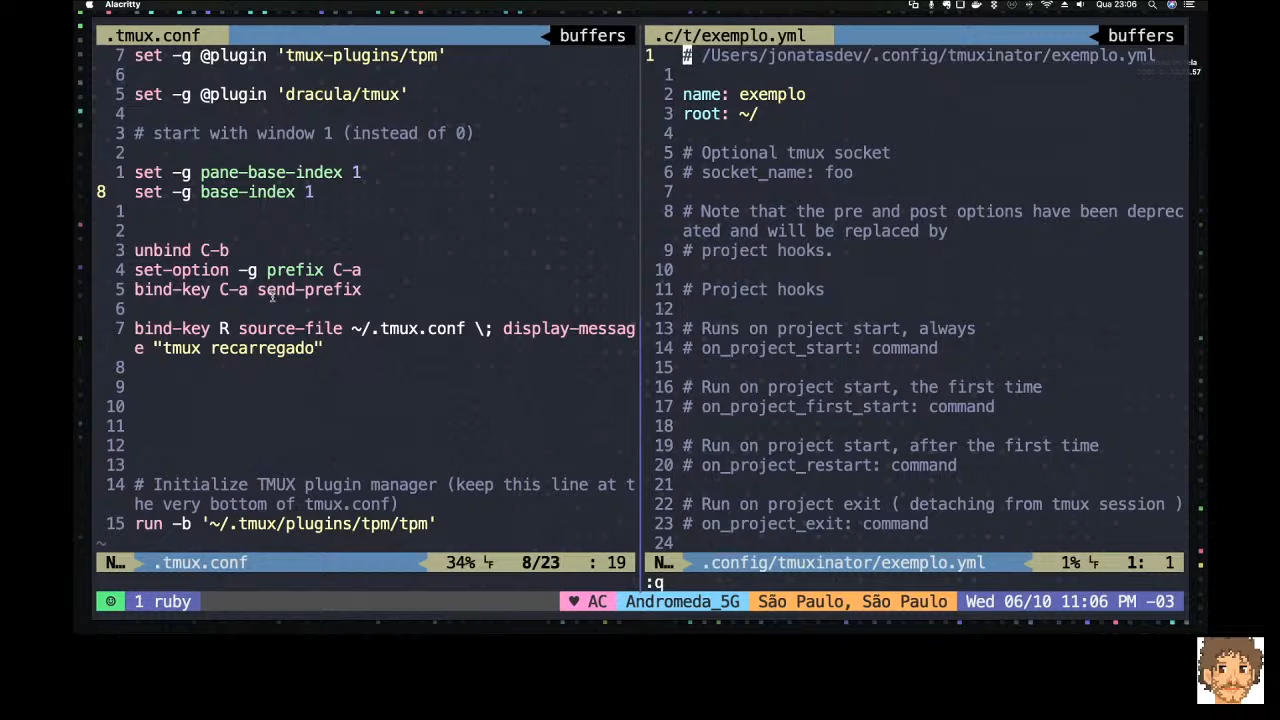 Alacritty
Qua 23:06
.tmux.conf
buffers
7 set -g @plugin 'tmux-plugins/tpm'
6
5 set -g @plugin 'dracula/tmux'
4
3 # start with window 1 (instead of 0)
2
1 set -g pane-base-index 1
8 set -g base-index 1
1
2
3 unbind C-b
4 set-option -g prefix C-a
5 bind-key C-a send-prefix
6
7 bind-key R source-file ~/.tmux.conf \; display-messag
e "tmux recarregado"
8
9
10
11
12
13
14 # Initialize TMUX plugin manager (keep this line at t
he very bottom of tmux.conf)
15 run -b '~/.tmux/plugins/tpm/tpm'
~
N... .tmux.conf 34% 8/23 : 19
.c/t/exemplo.yml
buffers
1 # /Users/jonatasdev/.config/tmuxinator/exemplo.yml
1
2 name: exemplo
3 root: ~/
4
5 # Optional tmux socket
6 # socket_name: foo
7
8 # Note that the pre and post options have been deprec
ated and will be replaced by
9 # project hooks.
10
11 # Project hooks
12
13 # Runs on project start, always
14 # on_project_start: command
15
16 # Run on project start, the first time
17 # on_project_first_start: command
18
19 # Run on project start, after the first time
20 # on_project_restart: command
21
22 # Run on project exit ( detaching from tmux session )
23 # on_project_exit: command
24
N... .config/tmuxinator/exemplo.yml 1% 1: 1
:q
1 ruby
♥ AC Andromeda_5G São Paulo, São Paulo Wed 06/10 11:06 PM -03